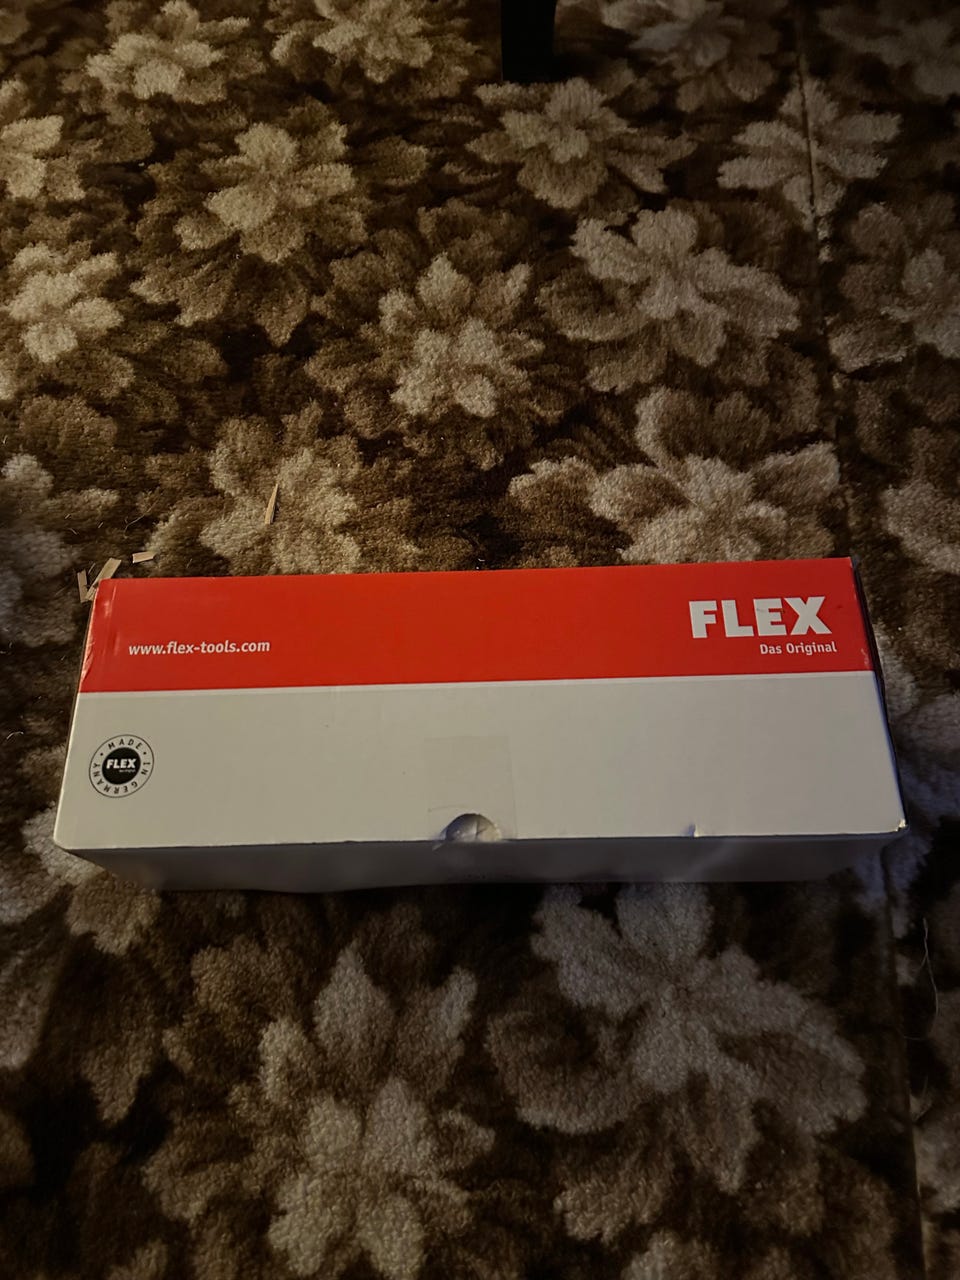 FLEX
Das Original
www.flex-tools.com
MADE IN GERMANY
FLEX